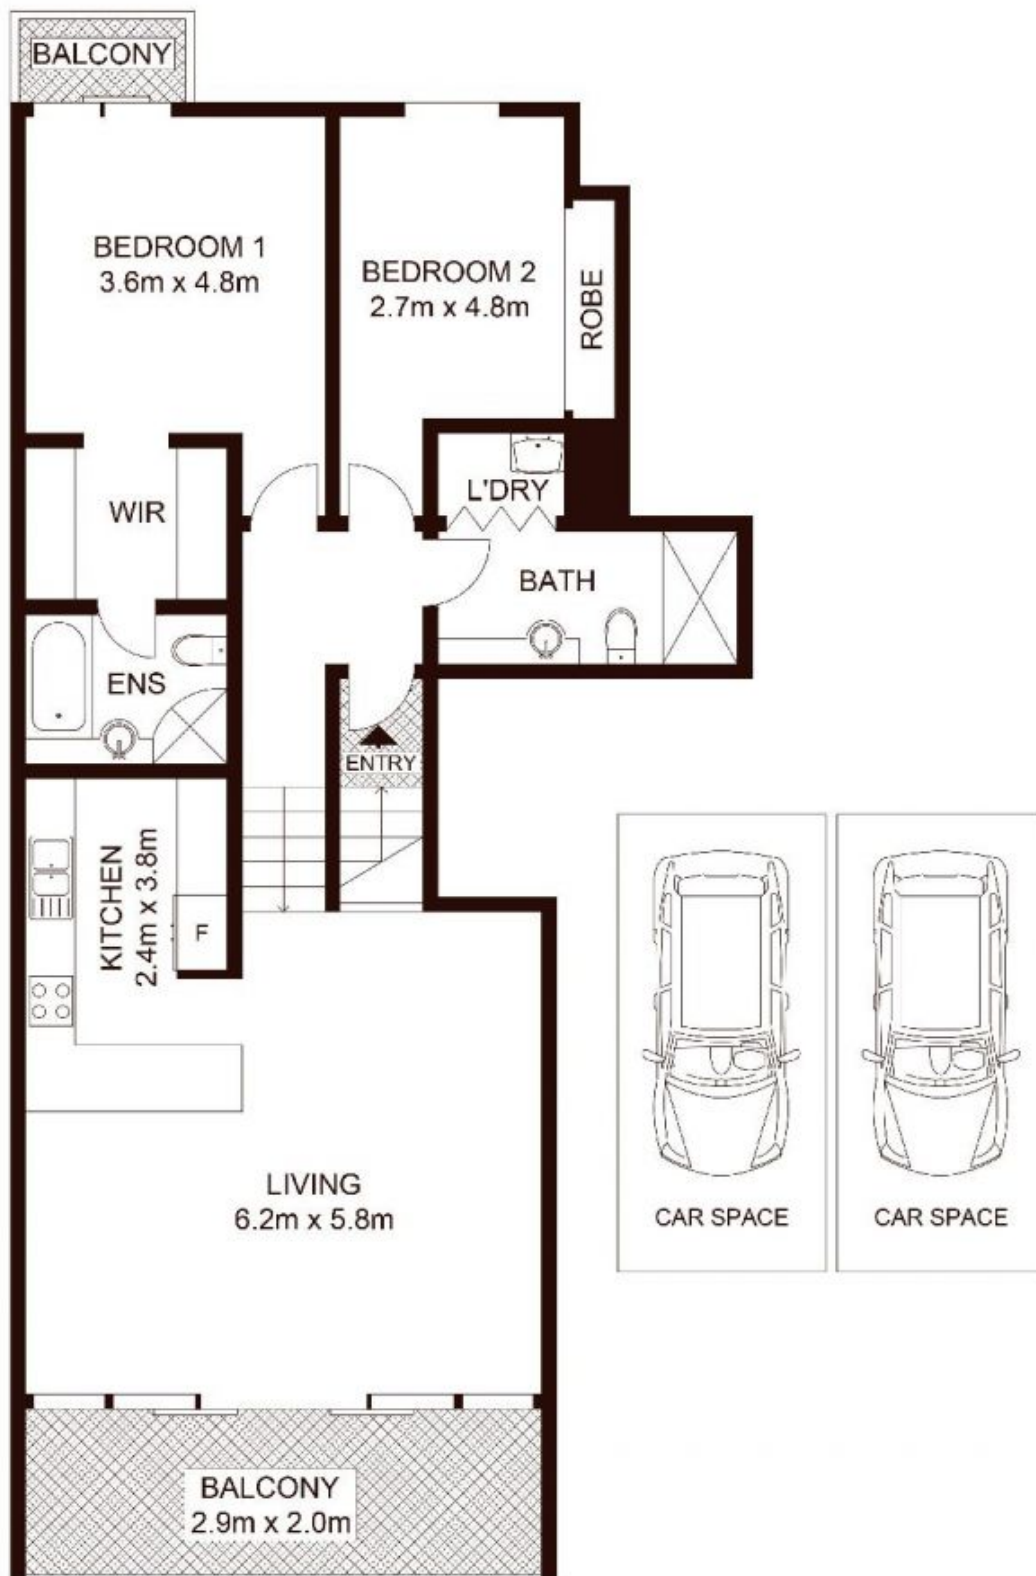 BALCONY
BEDROOM 1
3.6m x 4.8m
BEDROOM 2
2.7m x 4.8m
ROBE
WIR
L'DRY
BATH
ENS
ENTRY
KITCHEN
2.4m x 3.8m
F
LIVING
6.2m x 5.8m
CAR SPACE
CAR SPACE
BALCONY
2.9m x 2.0m